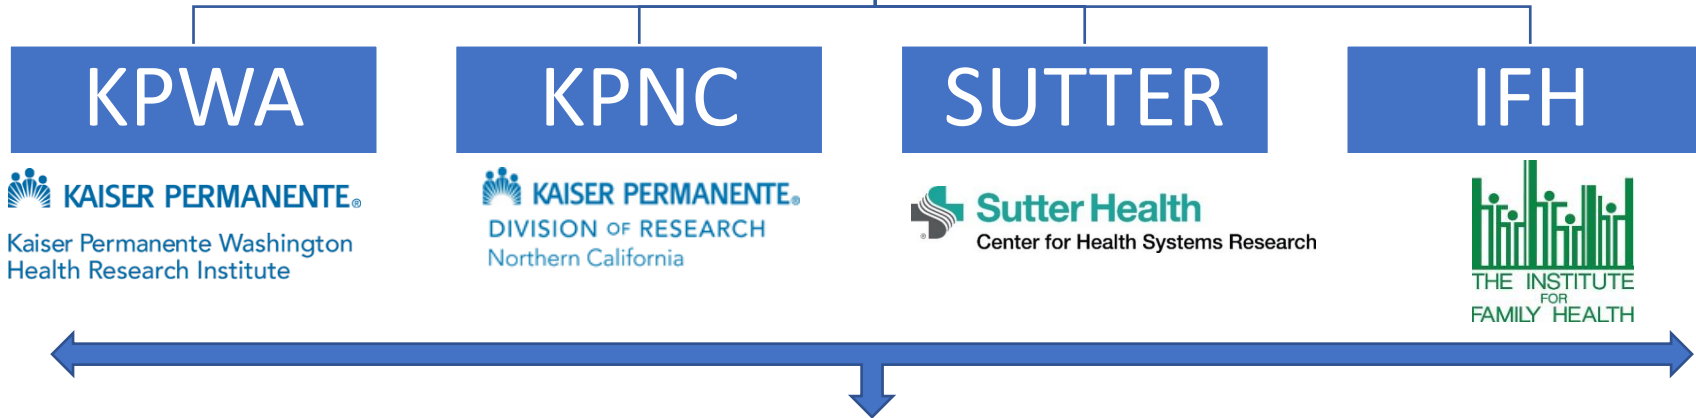 KPWA
KPNC
SUTTER
IFH
KAISER PERMANENTE®
Kaiser Permanente Washington
Health Research Institute
KAISER PERMANENTE®
DIVISION OF RESEARCH
Northern California
Sutter Health
Center for Health Systems Research
THE INSTITUTE
FOR
FAMILY HEALTH